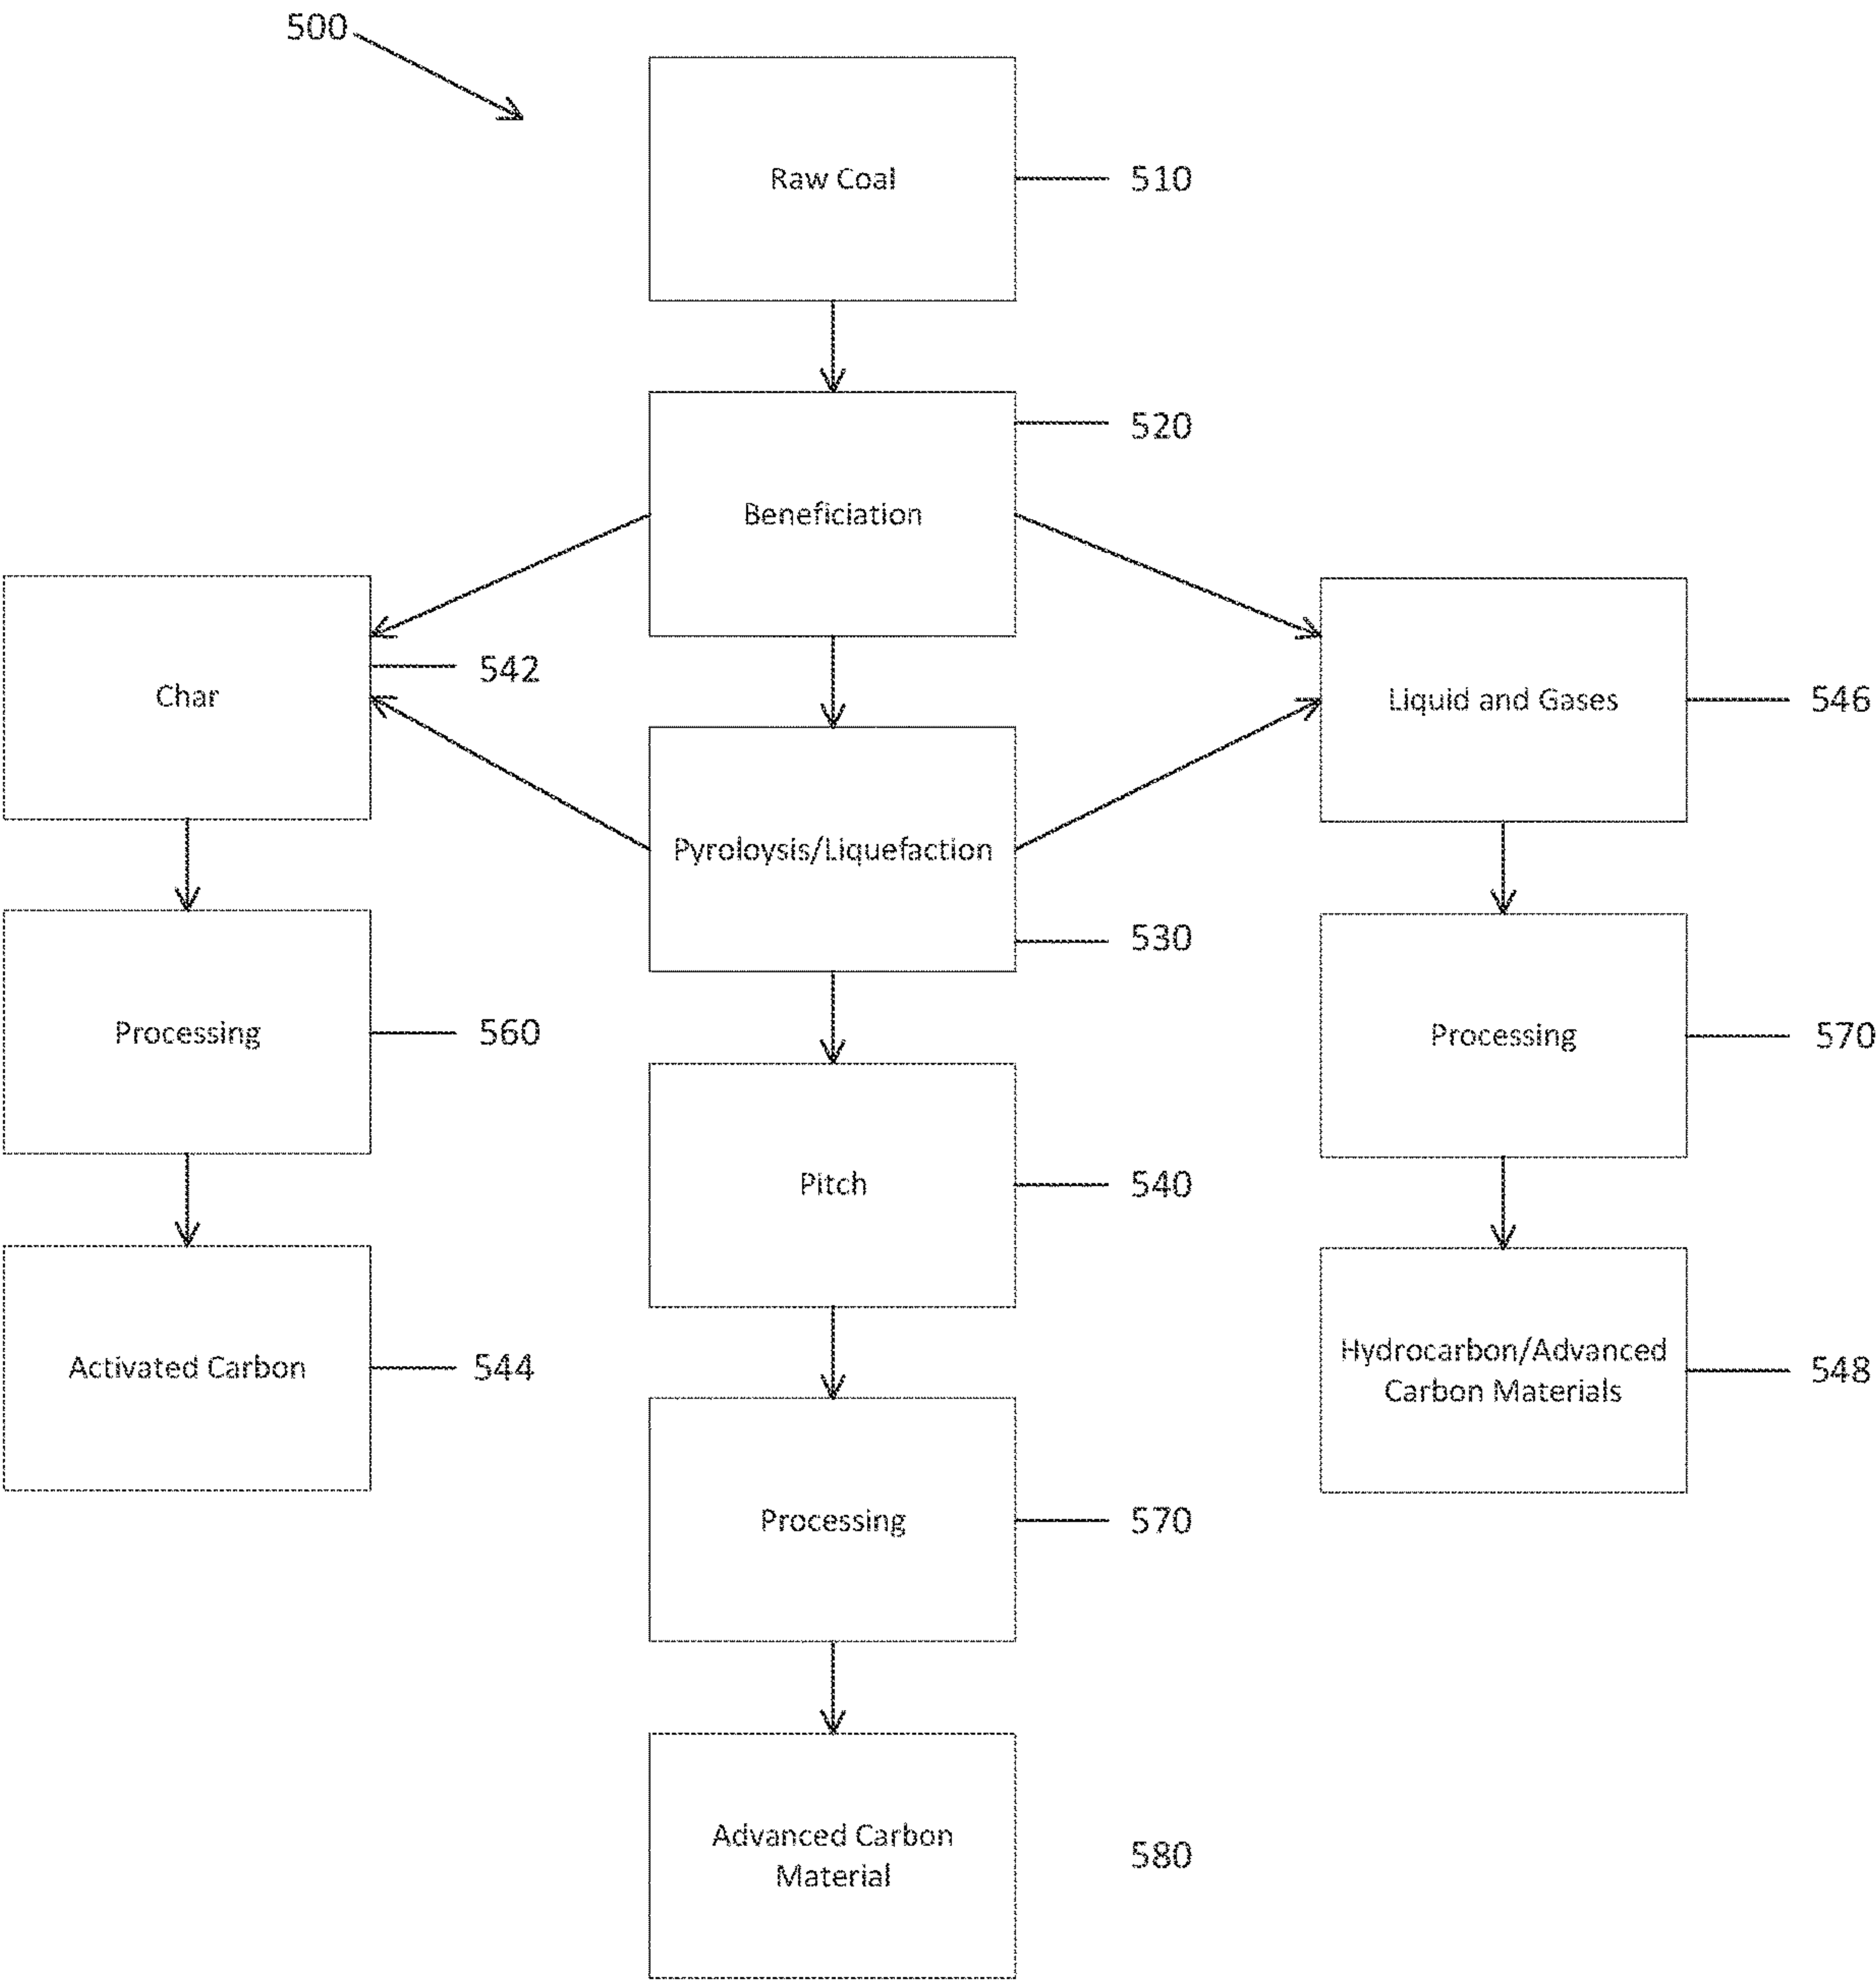 500
Raw Coal
510
520
Beneficiation
542
Char
Liquid and Gases
546
Pyroloysis/Liquefaction
530
Processing
560
Processing
570
Pitch
540
Activated Carbon
544
Hydrocarbon/Advanced
Carbon Materials
548
Processing
570
Advanced Carbon
Material
580